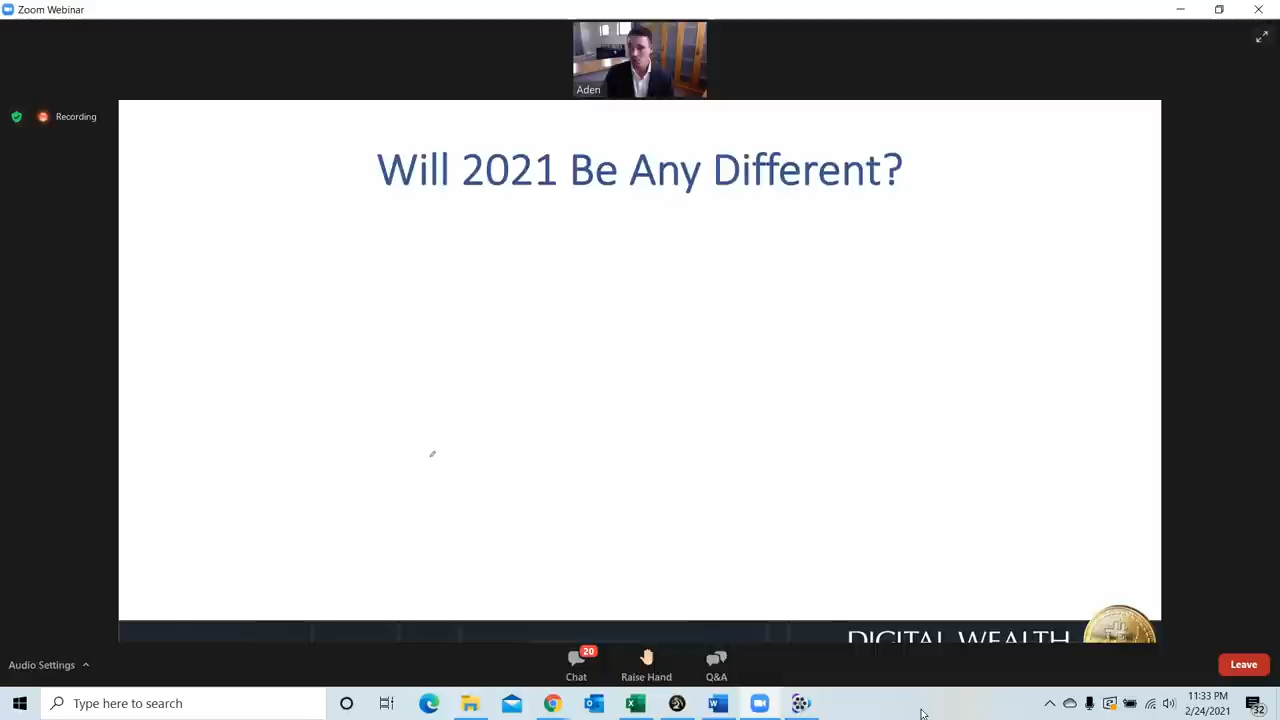 Zoom Webinar
Aden
Recording
Will 2021 Be Any Different?
DIGITAL WEALTH
Audio Settings
20
Chat
Raise Hand
Q&A
Leave
Type here to search
11:33 PM
2/24/2021
32